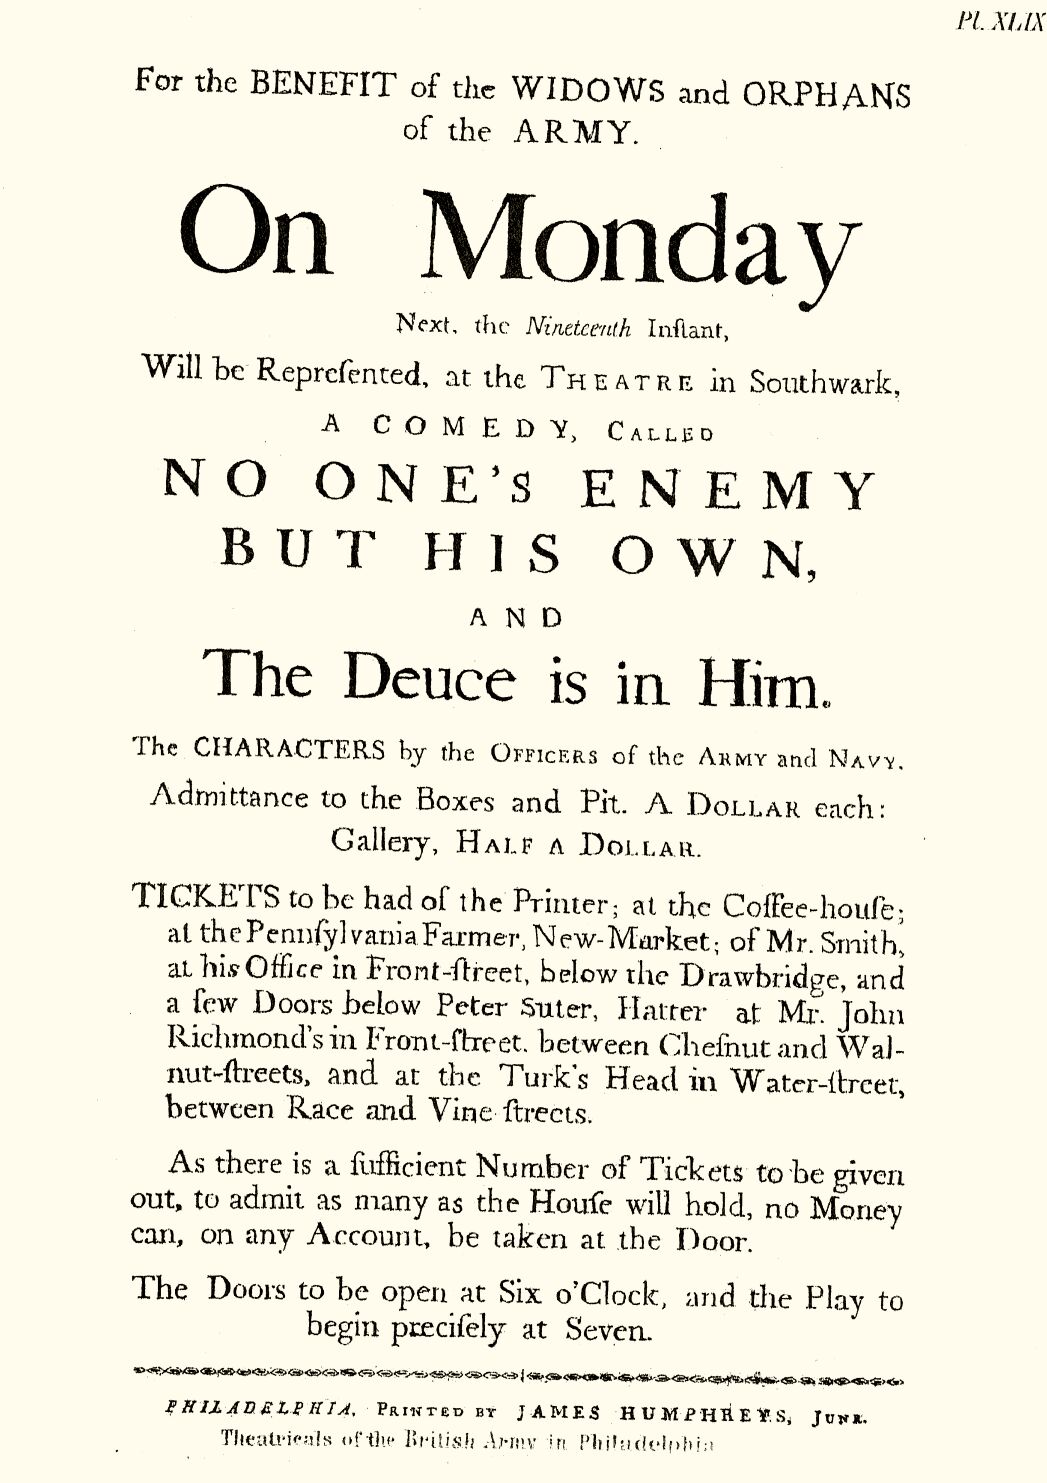 Pl. XLIX
For the BENEFIT of the WIDOWS and ORPHANS
of the ARMY.
On Monday
Next, the Nineteenth Inſtant,
Will be Repreſented, at the THEATRE in Southwark,
A COMEDY, CALLED
NO ONE'S ENEMY
BUT HIS OWN,
AND
The Deuce is in Him.
The CHARACTERS by the OFFICERS of the ARMY and NAVY.
Admittance to the Boxes and Pit. A DOLLAR each:
Gallery, HALF A DOLLAR.
TICKETS to be had of the Printer; at the Coffee-houſe;
at the Pennſylvania Farmer, New-Market; of Mr. Smith,
at his Office in Front-ſtreet, below the Drawbridge, and
a few Doors below Peter Suter, Hatter at Mr. John
Richmond's in Front-ſtreet. between Cheſnut and Wal-
nut-ſtreets, and at the Turk's Head in Water-ſtreet,
between Race and Vine ſtreets.
As there is a ſufficient Number of Tickets to be given
out, to admit as many as the Houſe will hold, no Money
can, on any Account, be taken at the Door.
The Doors to be open at Six o'Clock, and the Play to
begin preciſely at Seven.
PHILADELPHIA, PRINTED BY JAMES HUMPHREYS, JUNR.
Theatricals of the British Army in Philadelphia